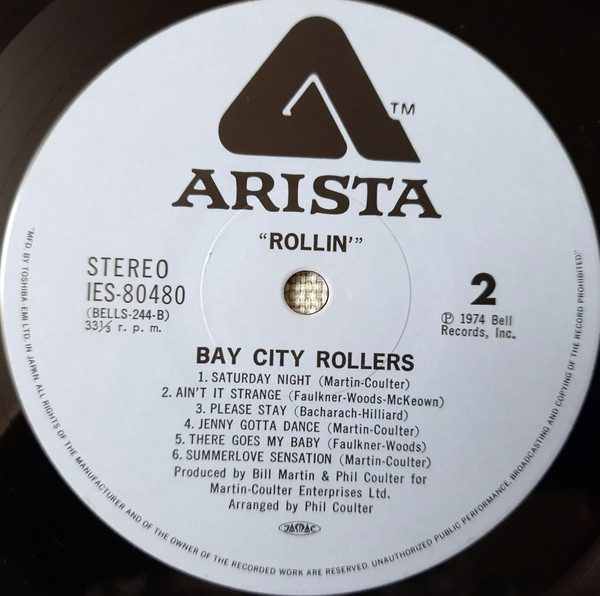 TM
ARISTA
“ROLLIN’”
STEREO
IES-80480
(BELLS-244-B)
33⅓ r. p. m.
2
Ⓟ 1974 Bell
Records, Inc.
BAY CITY ROLLERS
1. SATURDAY NIGHT (Martin-Coulter)
2. AIN'T IT STRANGE (Faulkner-Woods-McKeown)
3. PLEASE STAY (Bacharach-Hilliard)
4. JENNY GOTTA DANCE (Martin-Coulter)
5. THERE GOES MY BABY (Faulkner-Woods)
6. SUMMERLOVE SENSATION (Martin-Coulter)
Produced by Bill Martin & Phil Coulter for
Martin-Coulter Enterprises Ltd.
Arranged by Phil Coulter
JASRAC
"MFD. BY TOSHIBA EMI LTD. IN JAPAN. ALL RIGHTS OF THE MANUFACTURER AND OF THE OWNER OF THE RECORDED WORK ARE RESERVED. UNAUTHORIZED PUBLIC PERFORMANCE, BROADCASTING AND COPYING OF THE RECORD PROHIBITED."